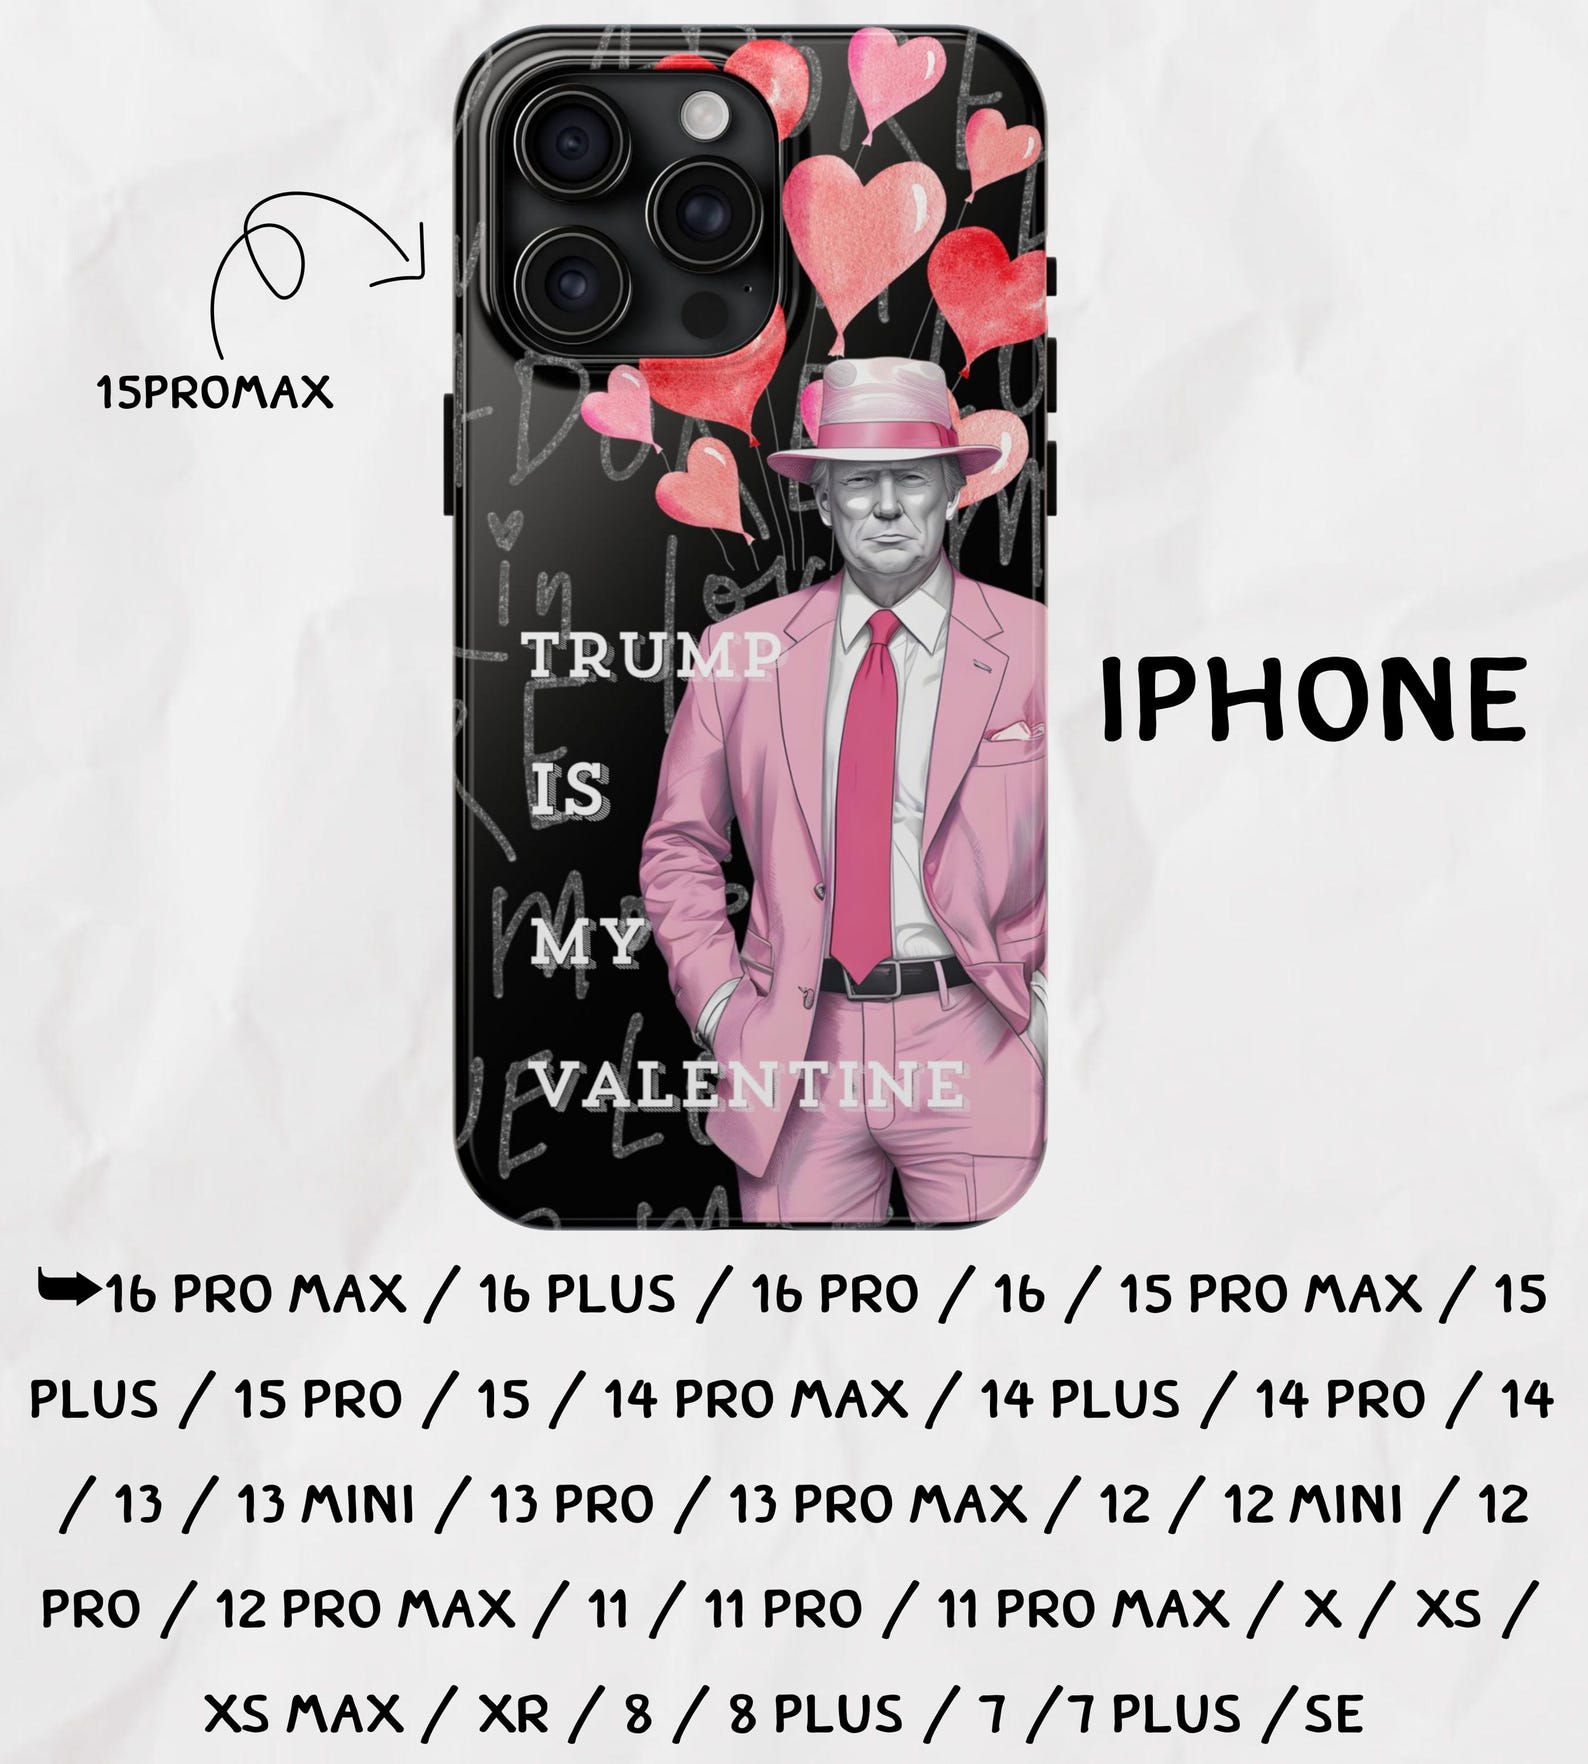 15PROMAX
IPHONE
in love
TRUMP
IS
MY
VALENTINE
➥16 PRO MAX / 16 PLUS / 16 PRO / 16 / 15 PRO MAX / 15
PLUS / 15 PRO / 15 / 14 PRO MAX / 14 PLUS / 14 PRO / 14
/ 13 / 13 MINI / 13 PRO / 13 PRO MAX / 12 / 12 MINI / 12
PRO / 12 PRO MAX / 11 / 11 PRO / 11 PRO MAX / X / XS /
XS MAX / XR / 8 / 8 PLUS / 7 /7 PLUS /SE